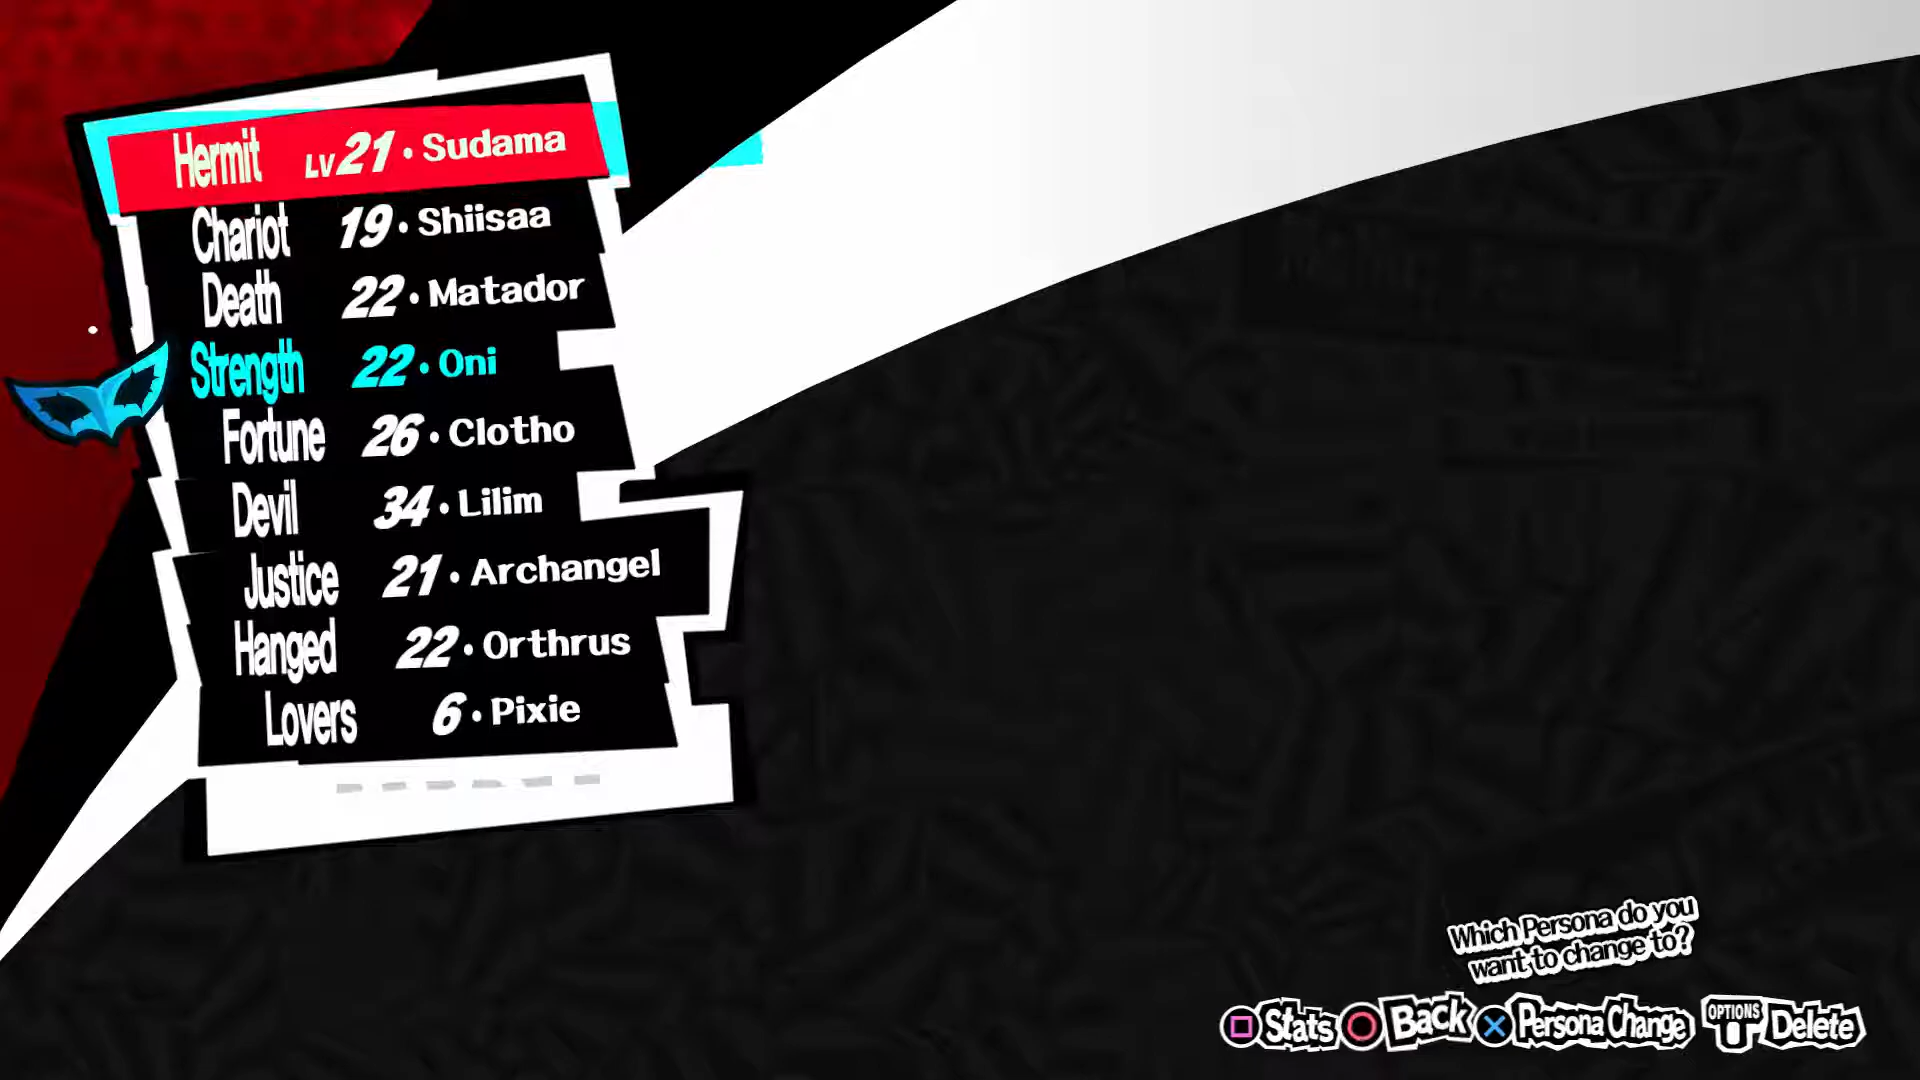 Hermit LV21・Sudama
Chariot 19・Shiisaa
Death 22・Matador
Strength 22・Oni
Fortune 26・Clotho
Devil 34・Lilim
Justice 21・Archangel
Hanged 22・Orthrus
Lovers 6・Pixie
Which Persona do you
want to change to?
Stats Back Persona Change OPTIONS Delete